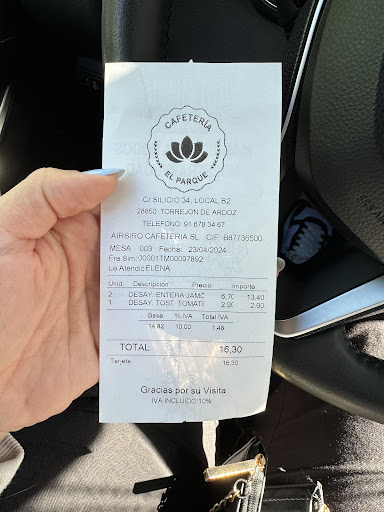 CAFETERIA
EL PARQUE
C/ SILICIO 34, LOCAL B2
28850 TORREJON DE ARDOZ
TELEFONO: 91 678 34 67
AIRSIRO CAFETERIA SL CIF: B87736500
MESA 003 Fecha: 23/04/2024
Fra Sim:00001TM00097892
Le Atendió:ELENA
Unid. Descripción Precio Importe
2 DESAY. ENTERA JAMC 6,70 13,40
1 DESAY. TOST. TOMATE 2,90 2,90
Base % IVA Total IVA
14,82 10,00 1,48
TOTAL 16,30
Tarjeta 16,30
Gracias por su Visita
IVA INCLUIDO 10%